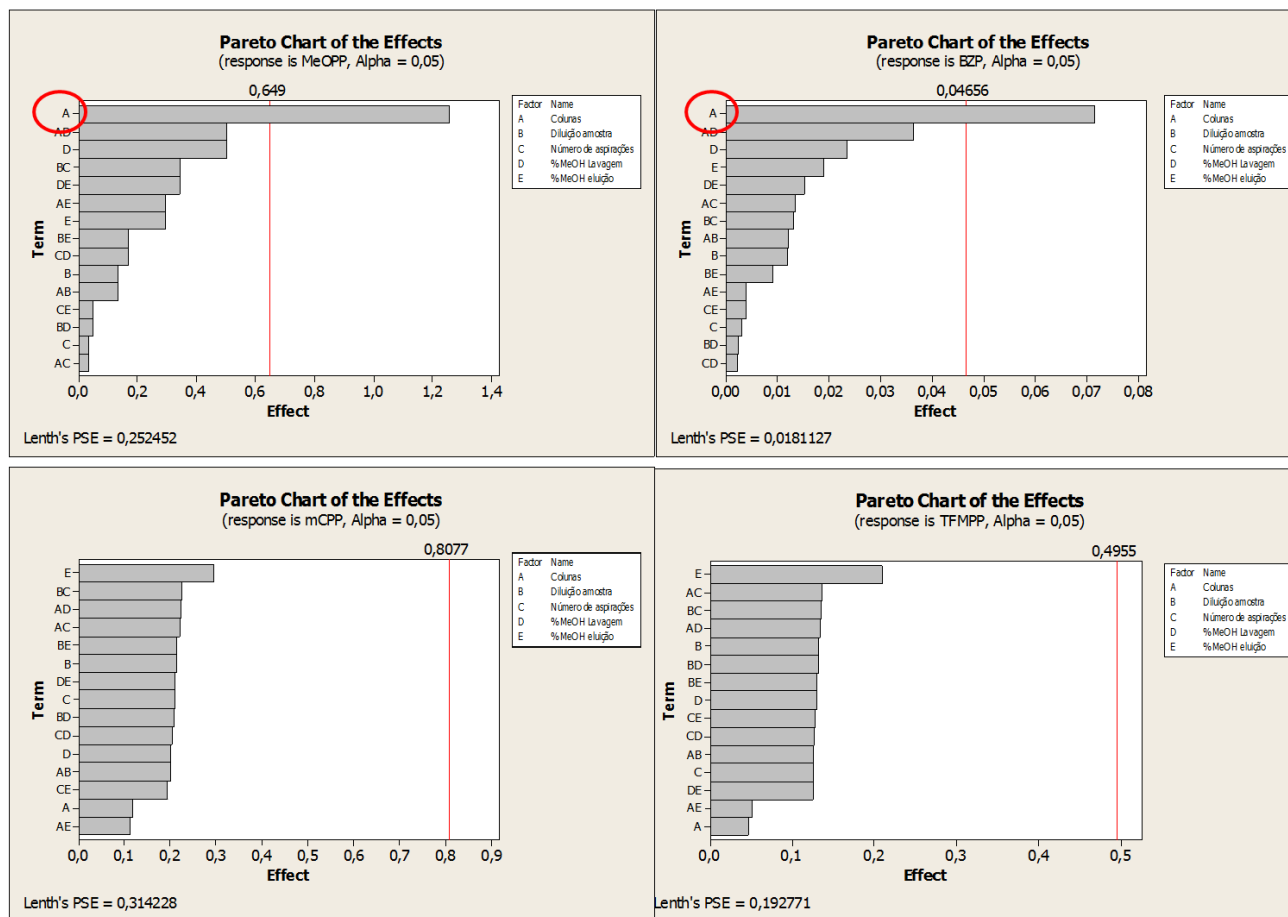 Pareto Chart of the Effects
(response is MeOPP, Alpha = 0,05)
0,649
Term
A
AD
D
BC
DE
AE
E
BE
CD
B
AB
CE
BD
C
AC
0,0 0,2 0,4 0,6 0,8 1,0 1,2 1,4
Effect
Factor Name
A Colunas
B Diluição amostra
C Número de aspirações
D %MeOH Lavagem
E %MeOH eluição
Lenth's PSE = 0,252452
Pareto Chart of the Effects
(response is BZP, Alpha = 0,05)
0,04656
Term
A
AD
D
E
DE
AC
BC
AB
B
BE
AE
CE
C
BD
CD
0,00 0,01 0,02 0,03 0,04 0,05 0,06 0,07 0,08
Effect
Factor Name
A Colunas
B Diluição amostra
C Número de aspirações
D %MeOH Lavagem
E %MeOH eluição
Lenth's PSE = 0,0181127
Pareto Chart of the Effects
(response is mCPP, Alpha = 0,05)
0,8077
Term
E
BC
AD
AC
BE
B
DE
C
BD
CD
D
AB
CE
A
AE
0,0 0,1 0,2 0,3 0,4 0,5 0,6 0,7 0,8 0,9
Effect
Factor Name
A Colunas
B Diluição amostra
C Número de aspirações
D %MeOH Lavagem
E %MeOH eluição
Lenth's PSE = 0,314228
Pareto Chart of the Effects
(response is TFMPP, Alpha = 0,05)
0,4955
Term
E
AC
BC
AD
B
BD
BE
D
CE
CD
AB
C
DE
AE
A
0,0 0,1 0,2 0,3 0,4 0,5
Effect
Factor Name
A Colunas
B Diluição amostra
C Número de aspirações
D %MeOH Lavagem
E %MeOH eluição
Lenth's PSE = 0,192771